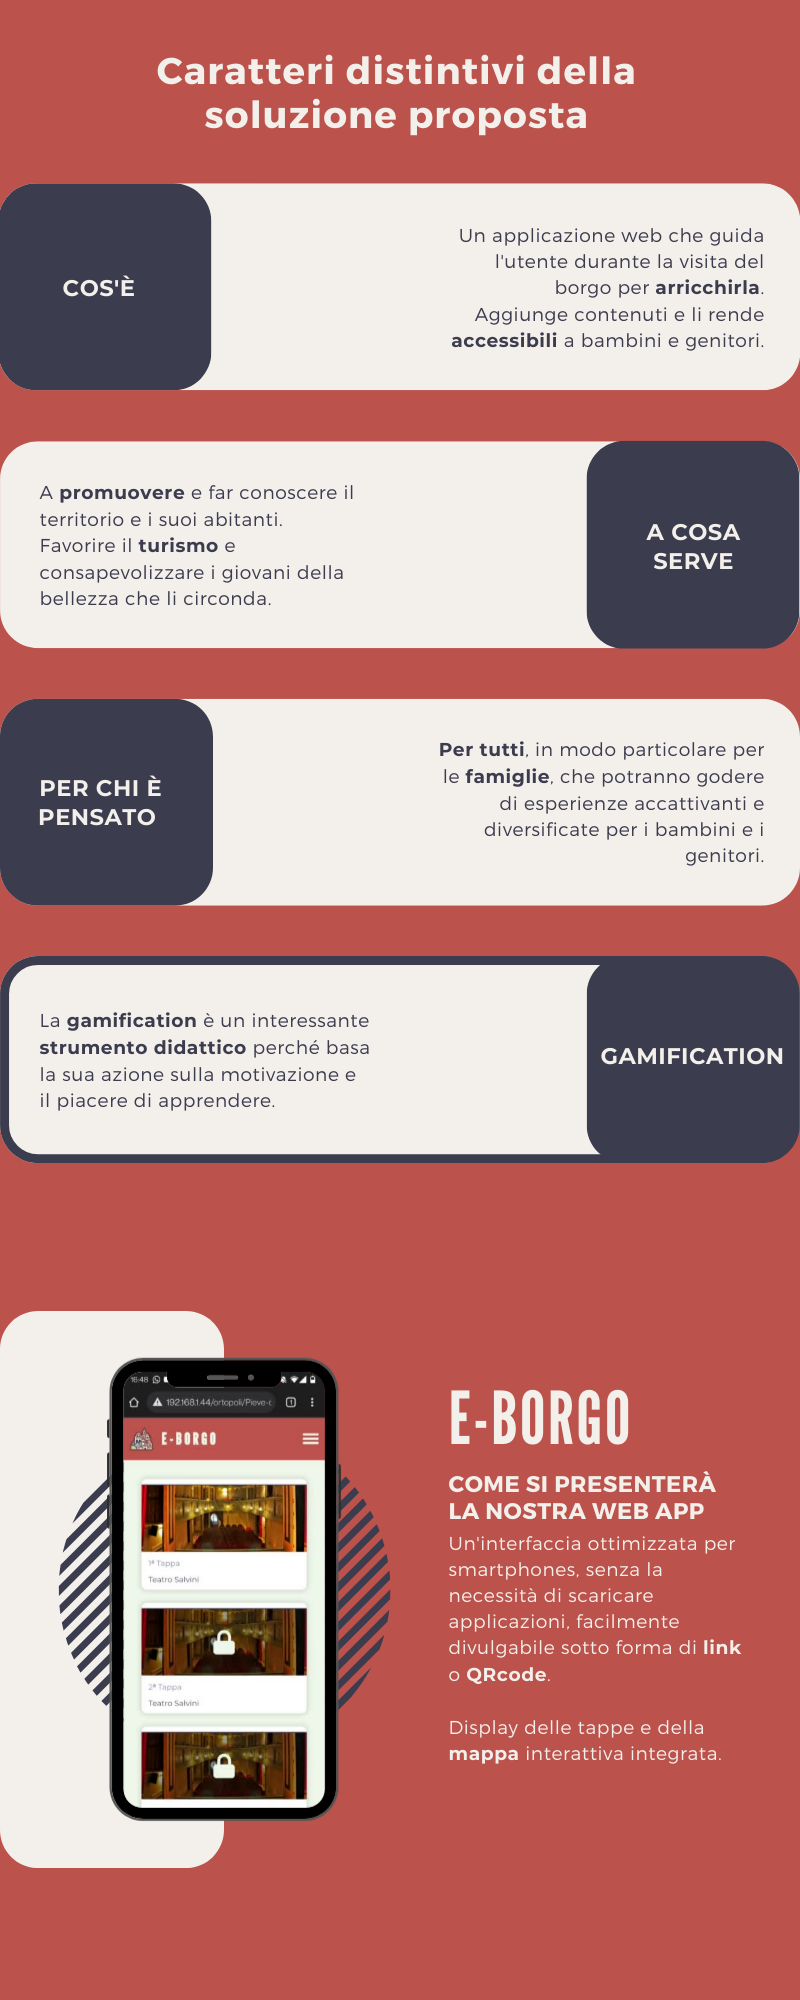 Caratteri distintivi della
soluzione proposta
COS'È
Un applicazione web che guida
l'utente durante la visita del
borgo per arricchirla.
Aggiunge contenuti e li rende
accessibili a bambini e genitori.
A promuovere e far conoscere il
territorio e i suoi abitanti.
Favorire il turismo e
consapevolizzare i giovani della
bellezza che li circonda.
A COSA
SERVE
PER CHI È
PENSATO
Per tutti, in modo particolare per
le famiglie, che potranno godere
di esperienze accattivanti e
diversificate per i bambini e i
genitori.
La gamification è un interessante
strumento didattico perché basa
la sua azione sulla motivazione e
il piacere di apprendere.
GAMIFICATION
16:48
192.168.1.44/ortopoli/Pieve-c
E-BORGO
1ª Tappa
Teatro Salvini
2ª Tappa
Teatro Salvini
E-BORGO
COME SI PRESENTERÀ
LA NOSTRA WEB APP
Un'interfaccia ottimizzata per
smartphones, senza la
necessità di scaricare
applicazioni, facilmente
divulgabile sotto forma di link
o QRcode.
Display delle tappe e della
mappa interattiva integrata.